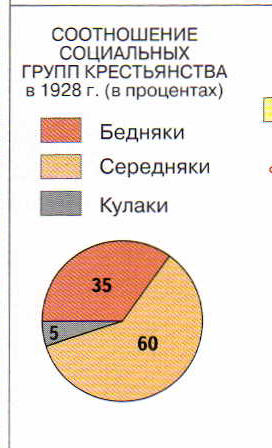 СООТНОШЕНИЕ
СОЦИАЛЬНЫХ
ГРУПП КРЕСТЬЯНСТВА
в 1928 г. (в процентах)
Бедняки
Середняки
Кулаки
35
5
60